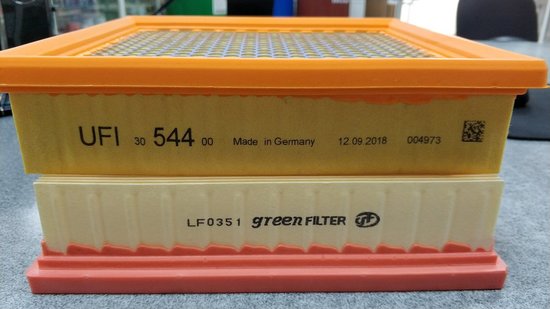 UFI 30 544 00 Made in Germany 12.09.2018 004973
LF0351 green FILTER